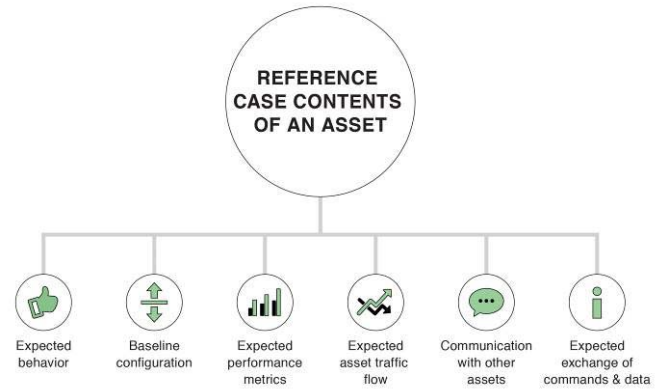 REFERENCE
CASE CONTENTS
OF AN ASSET
Expected
behavior
Baseline
configuration
Expected
performance
metrics
Expected
asset traffic
flow
Communication
with other
assets
Expected
exchange of
commands & data